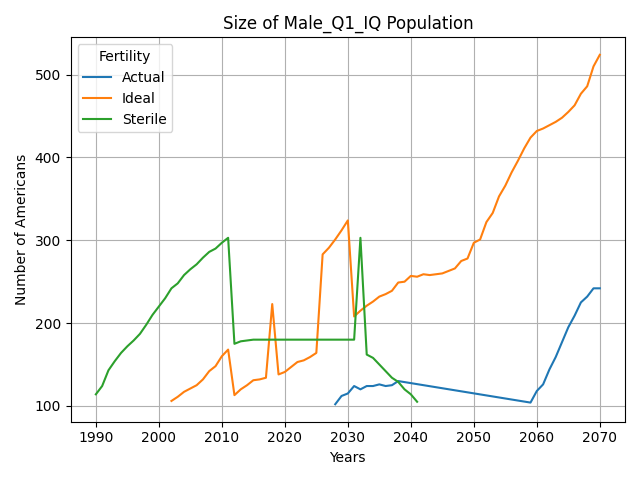 Size of Male_Q1_IQ Population
Fertility
Actual
Ideal
Sterile
Number of Americans
500
400
300
200
100
1990 2000 2010 2020 2030 2040 2050 2060 2070
Years